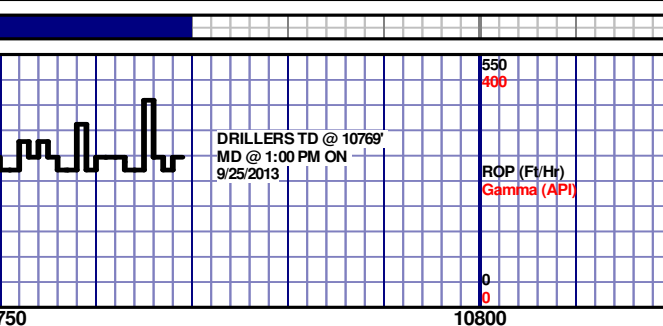 550
400
DRILLERS TD @ 10769'
MD @ 1:00 PM ON
9/25/2013
ROP (Ft/Hr)
Gamma (API)
0
0
750
10800